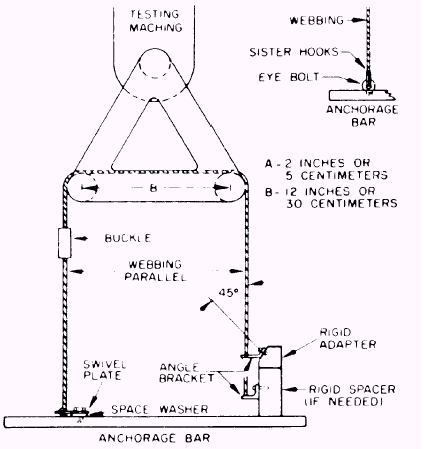 TESTING
MACHING
WEBBING
SISTER HOOKS
EYE BOLT
ANCHORAGE
BAR
A-2 INCHES OR
5 CENTIMETERS
B-12 INCHES OR
30 CENTIMETERS
B
BUCKLE
WEBBING
PARALLEL
45°
RIGID
ADAPTER
SWIVEL
PLATE
ANGLE
BRACKET
RIGID SPACER
(IF NEEDED)
SPACE WASHER
A
ANCHORAGE BAR